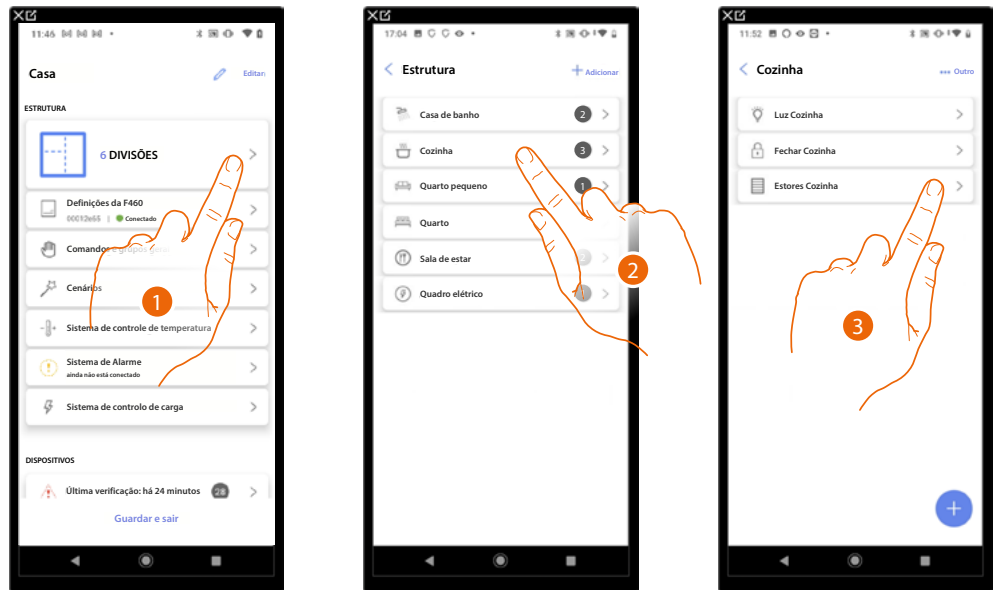 11:46
Casa
Editar
ESTRUTURA
6 DIVISÕES
Definições da F460
00012e65 | Conectado
Comandos e grupos
Cenários
Sistema de controle de temperatura
Sistema de Alarme
ainda não está conectado
Sistema de controlo de carga
DISPOSITIVOS
Última verificação: há 24 minutos 28
Guardar e sair
1
17:04
Estrutura
Adicionar
Casa de banho 2
Cozinha 3
Quarto pequeno 1
Quarto
Sala de estar 2
Quadro elétrico
2
11:52
Cozinha
Outro
Luz Cozinha
Fechar Cozinha
Estores Cozinha
3